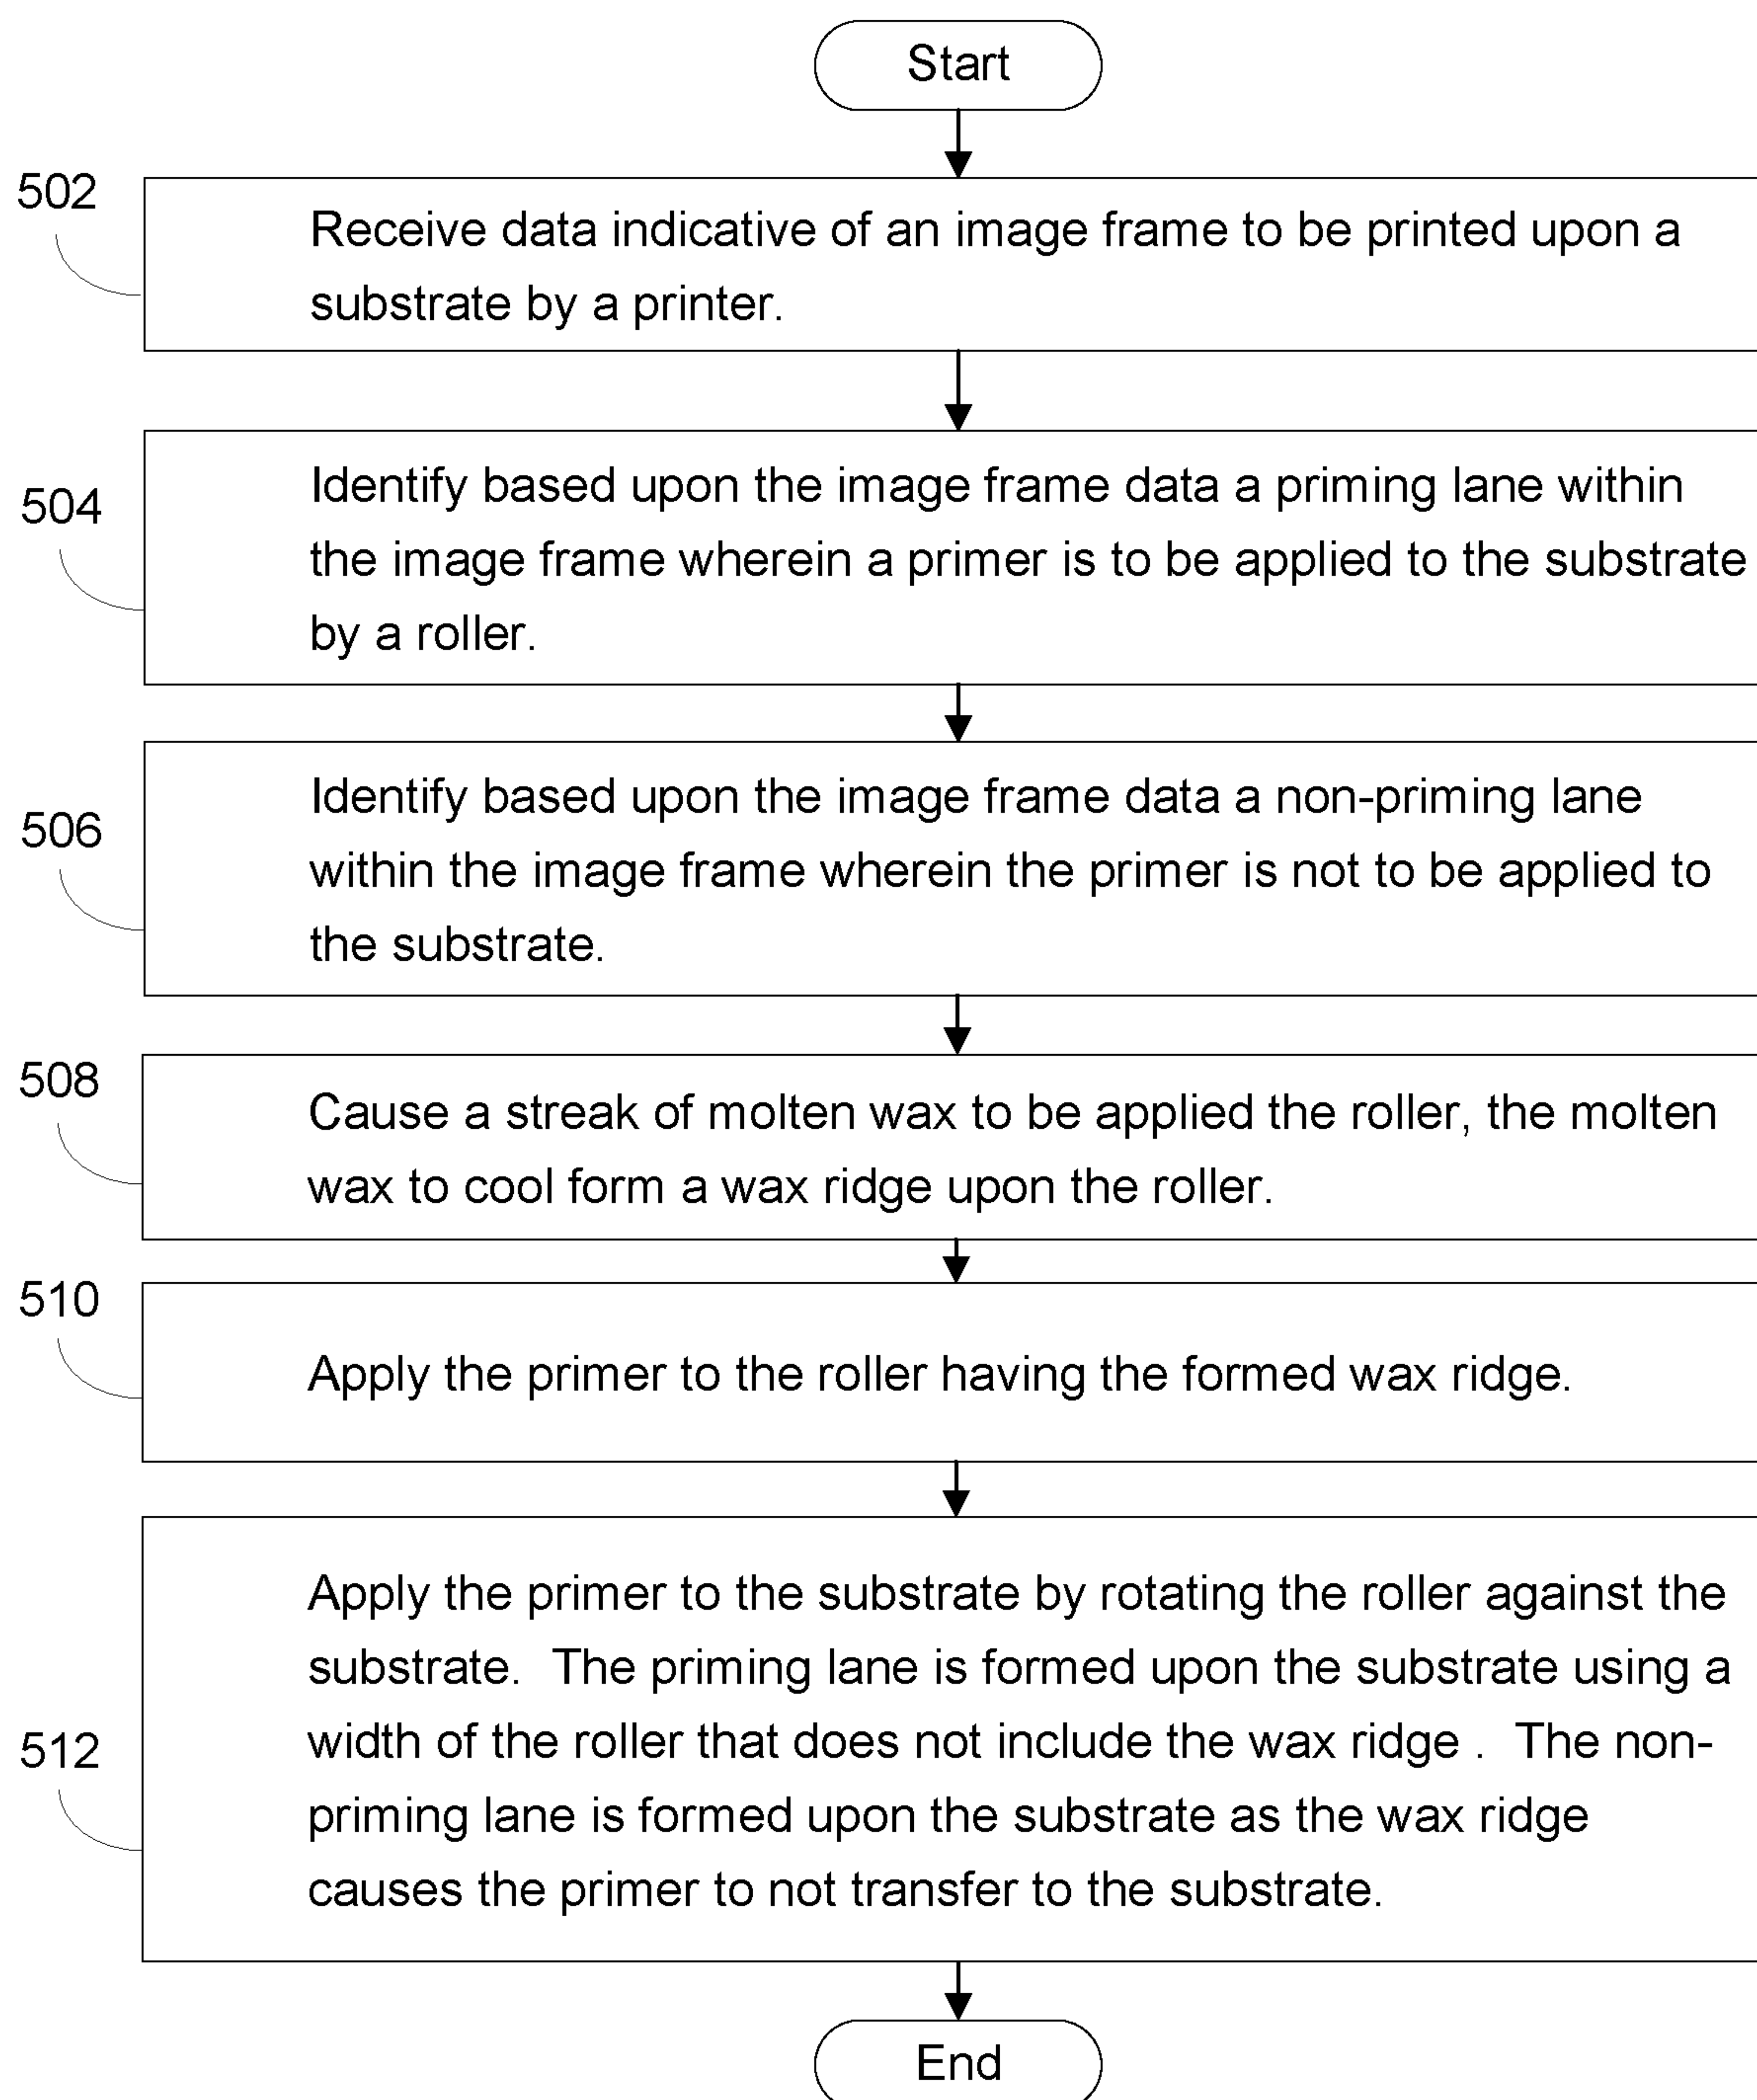 Start
502
Receive data indicative of an image frame to be printed upon a
substrate by a printer.
504
Identify based upon the image frame data a priming lane within
the image frame wherein a primer is to be applied to the substrate
by a roller.
506
Identify based upon the image frame data a non-priming lane
within the image frame wherein the primer is not to be applied to
the substrate.
508
Cause a streak of molten wax to be applied the roller, the molten
wax to cool form a wax ridge upon the roller.
510
Apply the primer to the roller having the formed wax ridge.
512
Apply the primer to the substrate by rotating the roller against the
substrate.  The priming lane is formed upon the substrate using a
width of the roller that does not include the wax ridge .  The non-
priming lane is formed upon the substrate as the wax ridge
causes the primer to not transfer to the substrate.
End